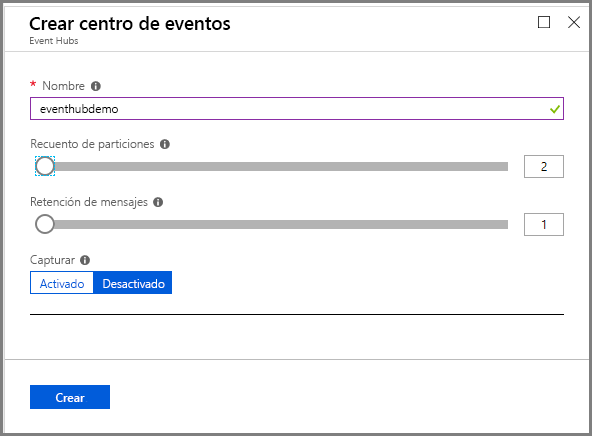 Crear centro de eventos
Event Hubs
* Nombre
eventhubdemo
Recuento de particiones
2
Retención de mensajes
1
Capturar
Activado Desactivado
Crear